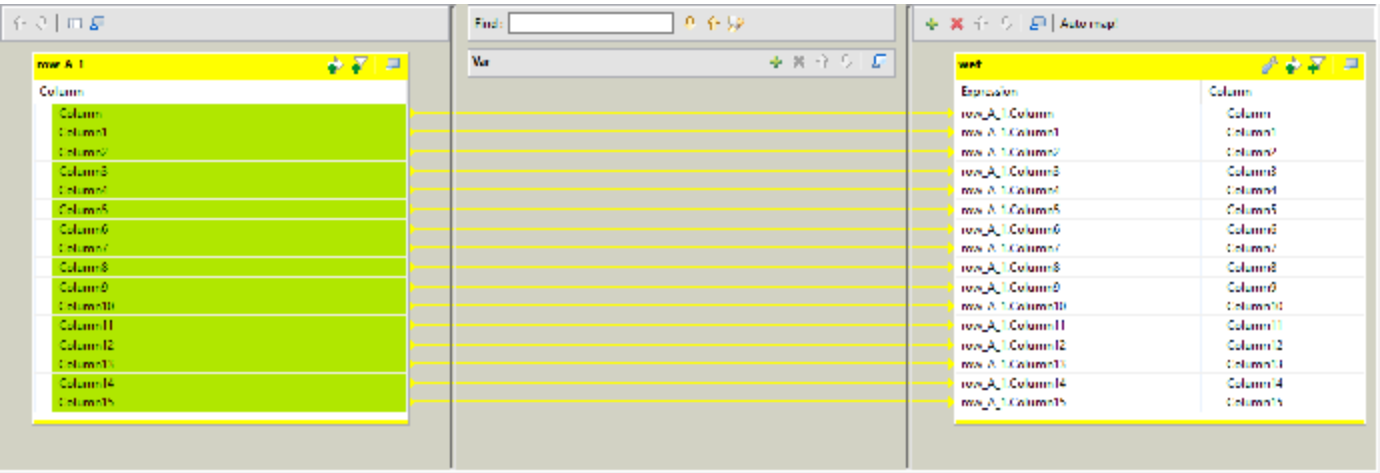 Find:
Auto map!
row_A_1
Var
Column
Expression
Column
Column
row_A_1.Column
Column
Column1
row_A_1.Column1
Column1
Column2
row_A_1.Column2
Column2
Column3
row_A_1.Column3
Column3
Column4
row_A_1.Column4
Column4
Column5
row_A_1.Column5
Column5
Column6
row_A_1.Column6
Column6
Column7
row_A_1.Column7
Column7
Column8
row_A_1.Column8
Column8
Column9
row_A_1.Column9
Column9
Column10
row_A_1.Column10
Column10
Column11
row_A_1.Column11
Column11
Column12
row_A_1.Column12
Column12
Column13
row_A_1.Column13
Column13
Column14
row_A_1.Column14
Column14
Column15
row_A_1.Column15
Column15